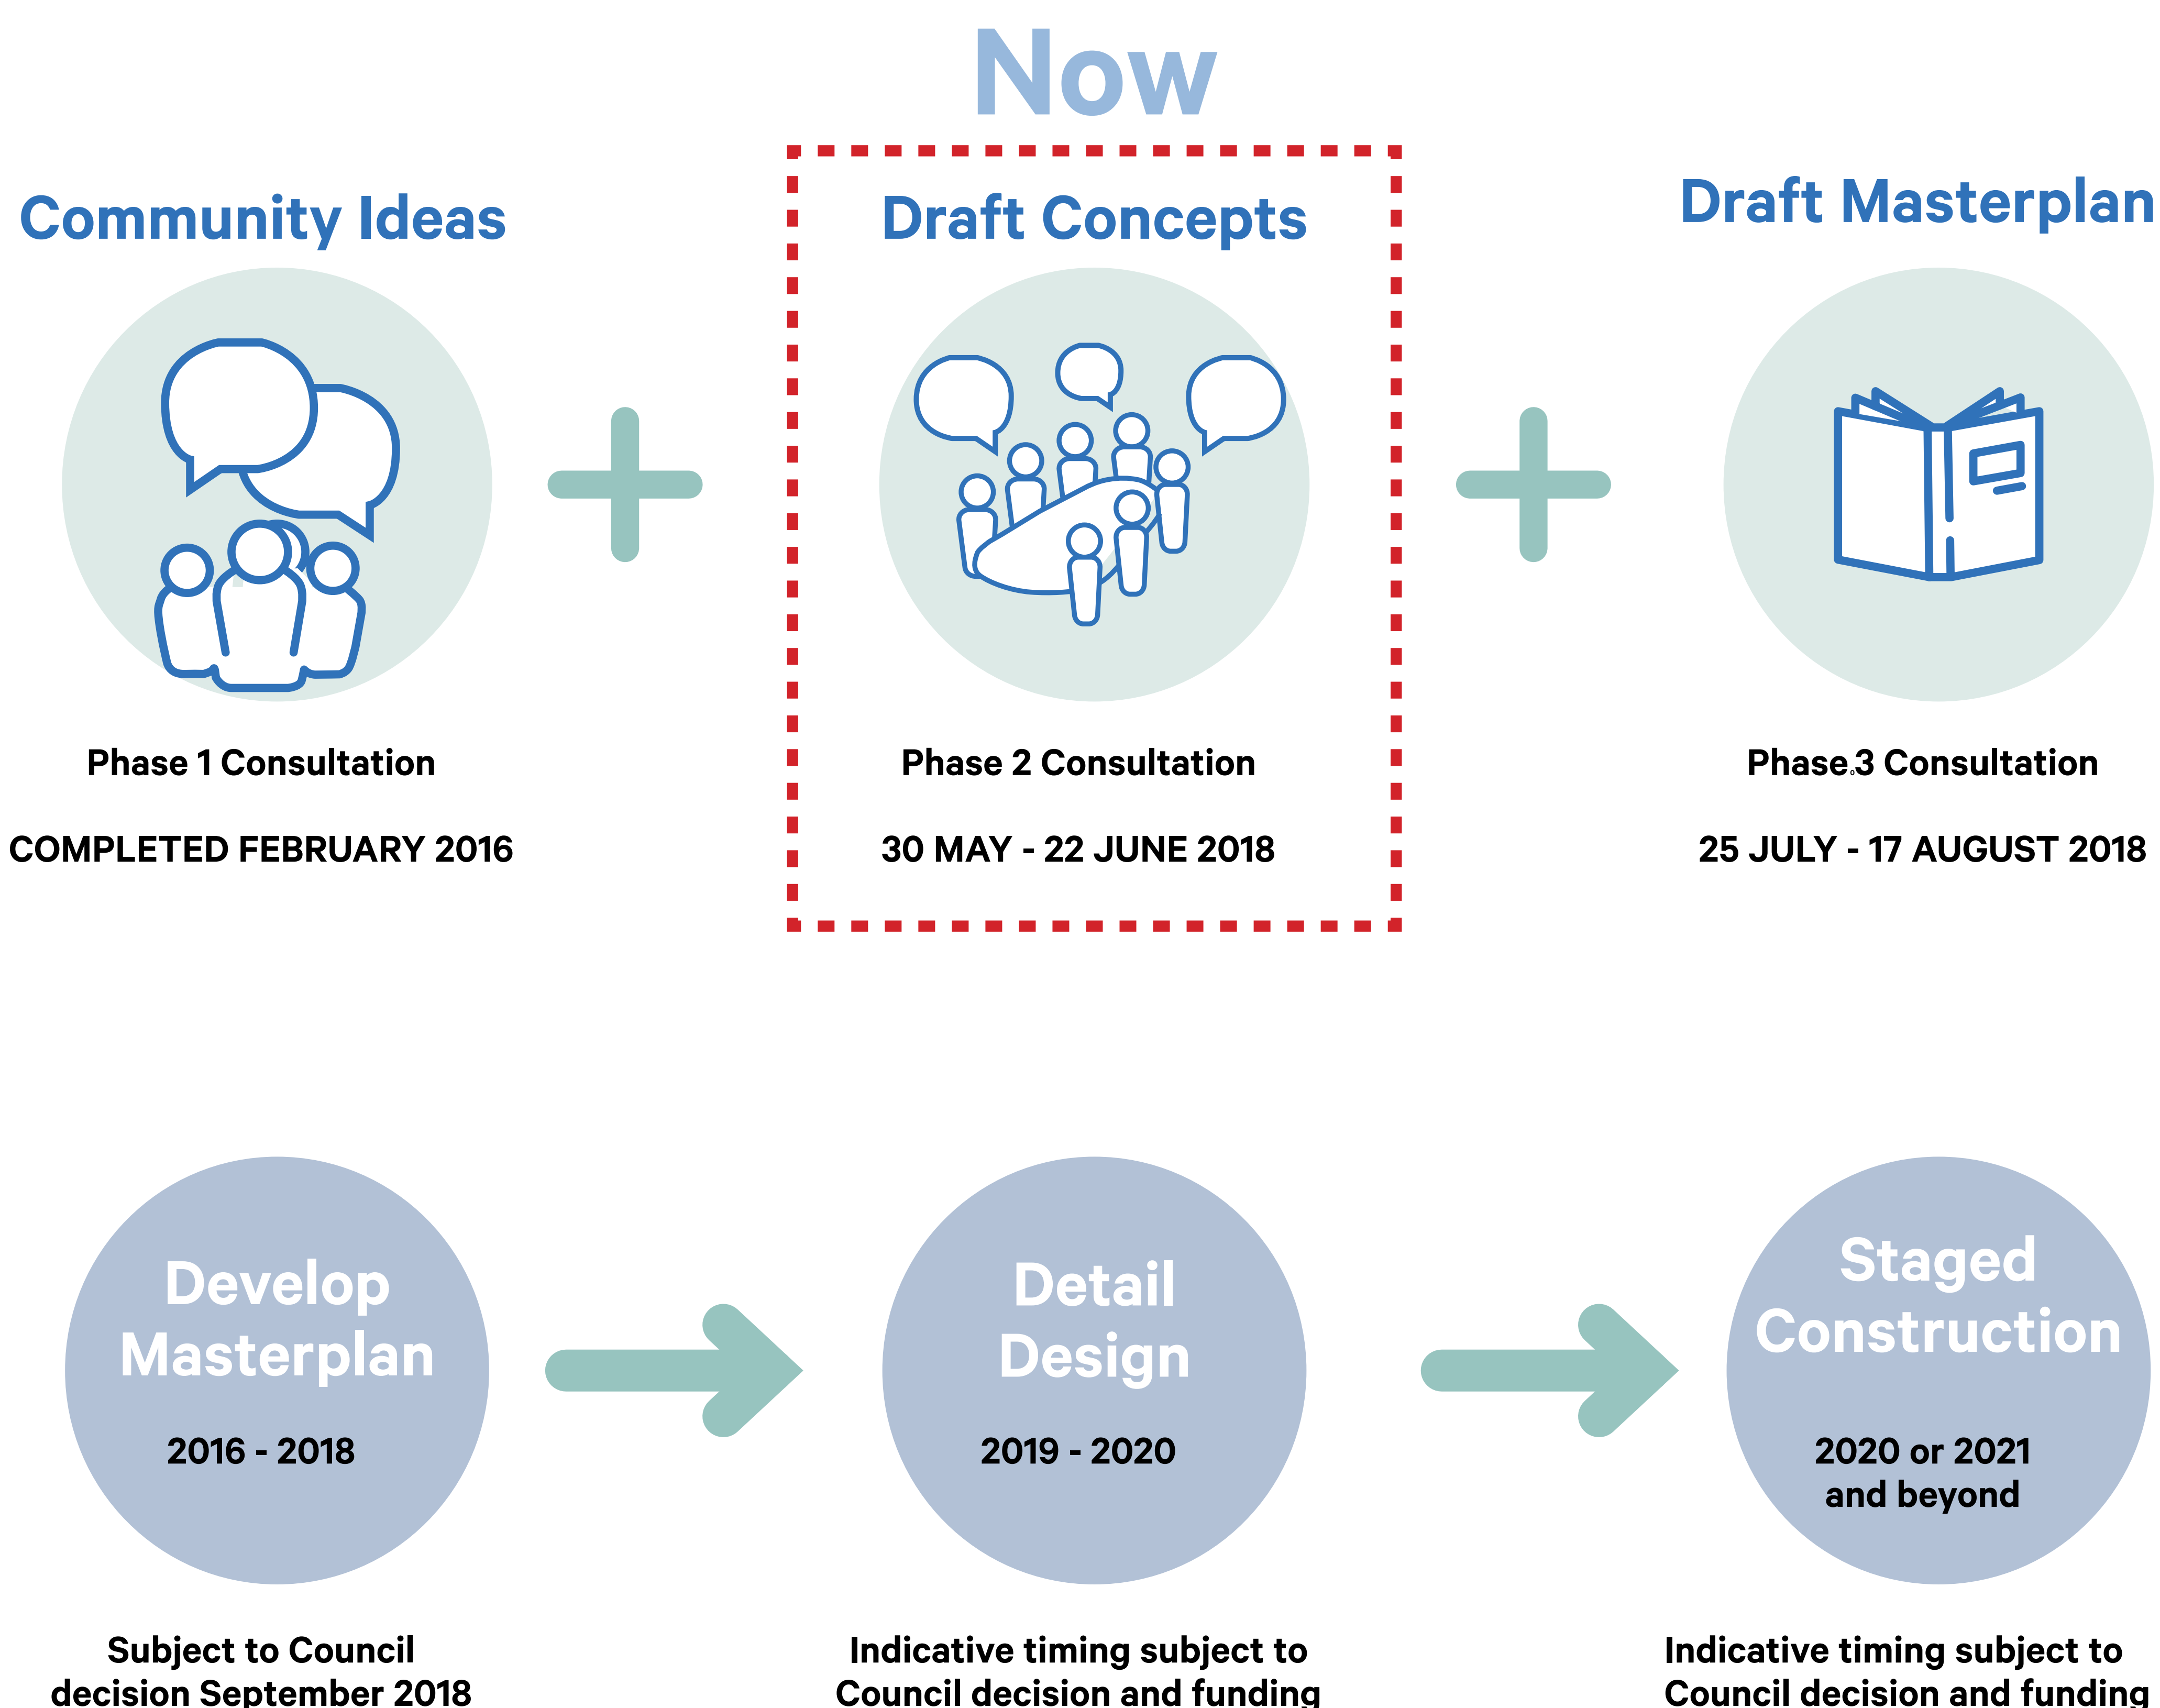 Now
Community Ideas
Draft Concepts
Draft Masterplan
Phase 1 Consultation
Phase 2 Consultation
Phase 3 Consultation
COMPLETED FEBRUARY 2016
30 MAY - 22 JUNE 2018
25 JULY - 17 AUGUST 2018
Develop
Masterplan
2016 - 2018
Detail
Design
2019 - 2020
Staged
Construction
2020 or 2021
and beyond
Subject to Council
decision September 2018
Indicative timing subject to
Council decision and funding
Indicative timing subject to
Council decision and funding